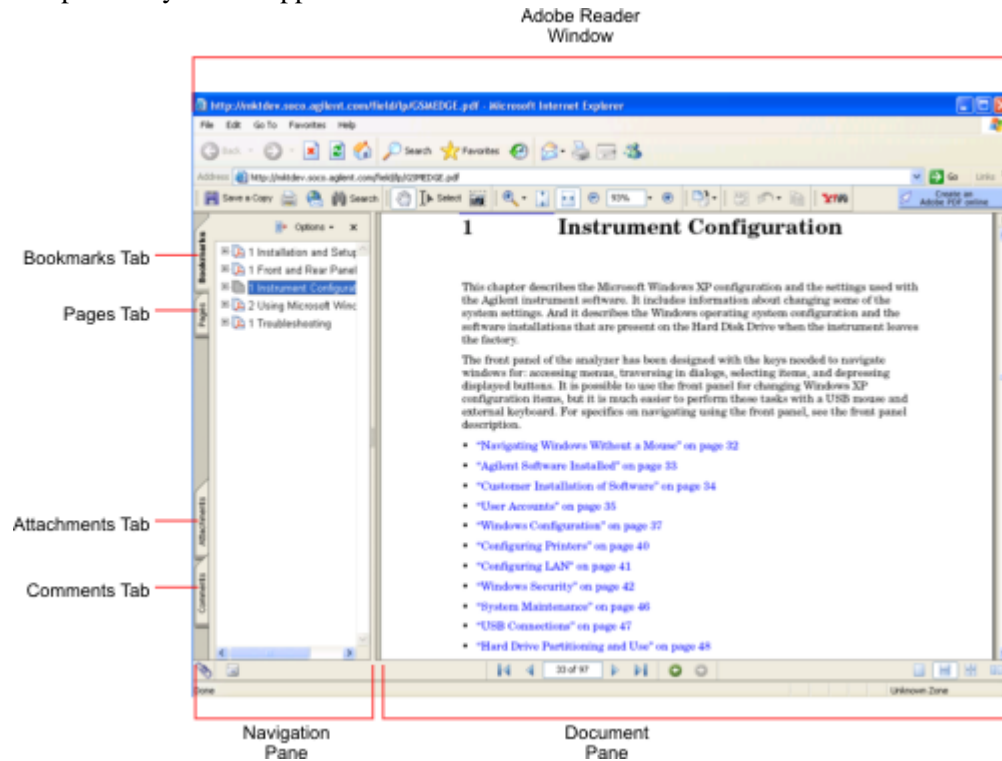 Adobe Reader
Window
http://mktdev.soco.agilent.com/field/lp/GSMEDGE.pdf - Microsoft Internet Explorer
File Edit Go To Favorites Help
Back Search Favorites
Address http://mktdev.soco.agilent.com/field/lp/GSMEDGE.pdf Go Links
Save a Copy Search Select 93% Create an
Adobe PDF online
Options
Bookmarks
Pages
Attachments
Comments
1 Installation and Setup
1 Front and Rear Panel
1 Instrument Configurat
2 Using Microsoft Wind
1 Troubleshooting
Bookmarks Tab
Pages Tab
Attachments Tab
Comments Tab
1 Instrument Configuration
This chapter describes the Microsoft Windows XP configuration and the settings used with
the Agilent instrument software. It includes information about changing some of the
system settings. And it describes the Windows operating system configuration and the
software installations that are present on the Hard Disk Drive when the instrument leaves
the factory.
The front panel of the analyzer has been designed with the keys needed to navigate
windows for: accessing menus, traversing in dialogs, selecting items, and depressing
displayed buttons. It is possible to use the front panel for changing Windows XP
configuration items, but it is much easier to perform these tasks with a USB mouse and
external keyboard. For specifics on navigating using the front panel, see the front panel
description.
• “Navigating Windows Without a Mouse” on page 32
• “Agilent Software Installed” on page 33
• “Customer Installation of Software” on page 34
• “User Accounts” on page 35
• “Windows Configuration” on page 37
• “Configuring Printers” on page 40
• “Configuring LAN” on page 41
• “Windows Security” on page 42
• “System Maintenance” on page 46
• “USB Connections” on page 47
• “Hard Drive Partitioning and Use” on page 48
33 of 97
Done Unknown Zone
Navigation
Pane
Document
Pane